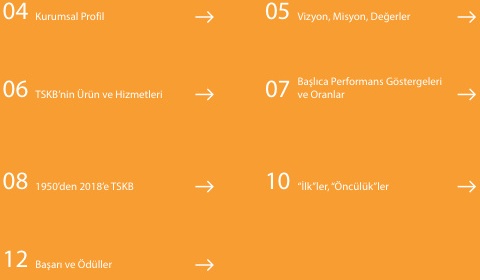 04 Kurumsal Profil
05 Vizyon, Misyon, Değerler
06 TSKB'nin Ürün ve Hizmetleri
07 Başlıca Performans Göstergeleri
ve Oranlar
08 1950'den 2018'e TSKB
10 "İlk"ler, "Öncülük"ler
12 Başarı ve Ödüller